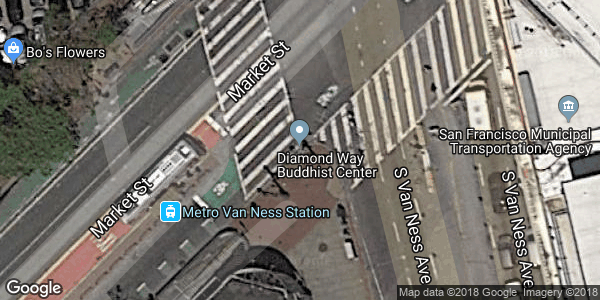 Bo's Flowers
Market St
San Francisco Municipal
Transportation Agency
Diamond Way
Buddhist Center
S Van Ness Ave
S Van Ness Ave
Market St
Metro Van Ness Station
Google
Map data ©2018 Google Imagery ©2018